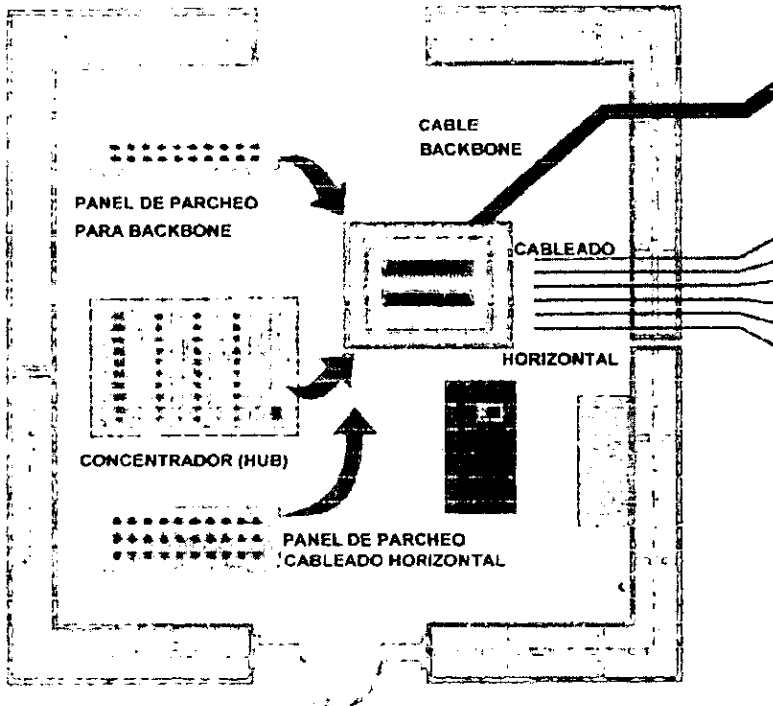 CABLE
BACKBONE
PANEL DE PARCHEO
PARA BACKBONE
CABLEADO
HORIZONTAL
CONCENTRADOR (HUB)
PANEL DE PARCHEO
CABLEADO HORIZONTAL